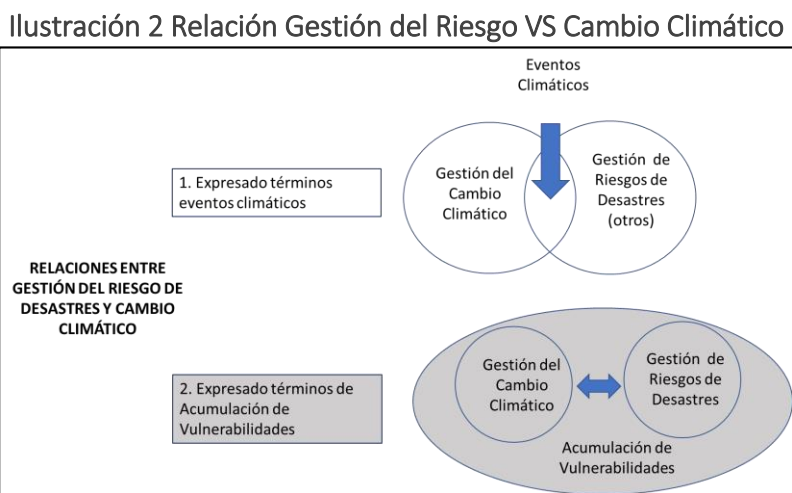 Ilustración 2 Relación Gestión del Riesgo VS Cambio Climático
Eventos
Climáticos
1. Expresado términos
eventos climáticos
Gestión del
Cambio
Climático
Gestión de
Riesgos de
Desastres
(otros)
RELACIONES ENTRE
GESTIÓN DEL RIESGO DE
DESASTRES Y CAMBIO
CLIMÁTICO
2. Expresado términos de
Acumulación de
Vulnerabilidades
Gestión del
Cambio
Climático
Gestión de
Riesgos de
Desastres
Acumulación de
Vulnerabilidades